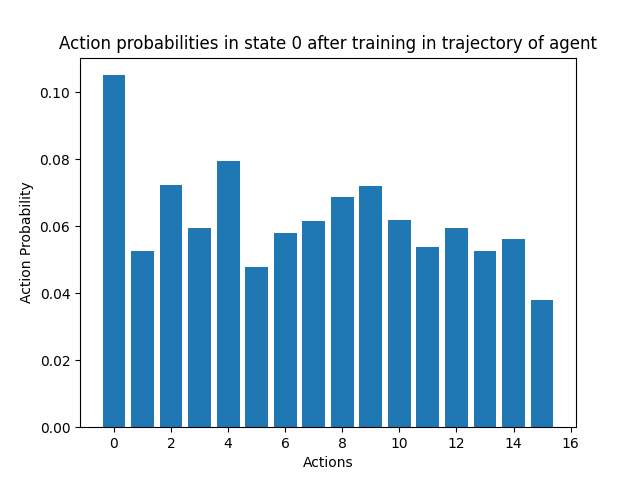 Action probabilities in state 0 after training in trajectory of agent
0.10
0.08
0.06
0.04
0.02
0.00
Action Probability
0 2 4 6 8 10 12 14 16
Actions